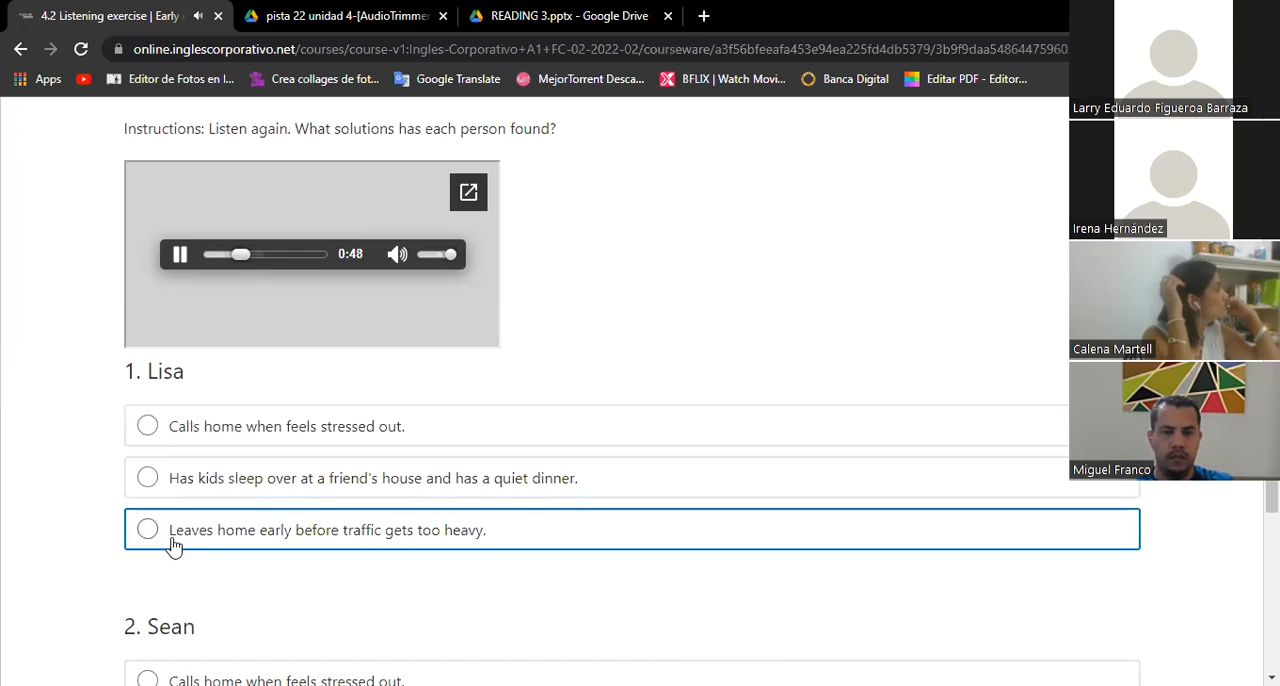 4.2 Listening exercise | Early
pista 22 unidad 4-[AudioTrimmer
READING 3.pptx - Google Drive
online.inglescorporativo.net/courses/course-v1:Ingles-Corporativo+A1+FC-02-2022-02/courseware/a3f56bfeeafa453e94ea225fd4db5379/3b9f9daa54864475960
Apps
Editor de Fotos en l...
Crea collages de fot...
Google Translate
MejorTorrent Desca...
BFLIX | Watch Movi...
Banca Digital
Editar PDF - Editor...
Larry Eduardo Figueroa Barraza
Irena Hernández
Calena Martell
Miguel Franco
Instructions: Listen again. What solutions has each person found?
0:48
1. Lisa
Calls home when feels stressed out.
Has kids sleep over at a friend's house and has a quiet dinner.
Leaves home early before traffic gets too heavy.
2. Sean
Calls home when feels stressed out.